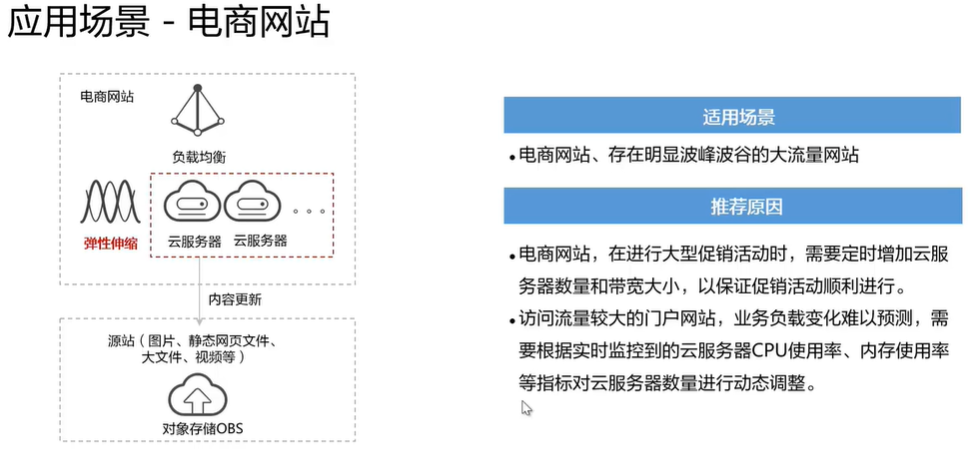 应用场景 - 电商网站
电商网站
负载均衡
弹性伸缩
云服务器
云服务器
内容更新
源站（图片、静态网页文件、
大文件、视频等）
对象存储OBS
适用场景
•电商网站、存在明显波峰波谷的大流量网站
推荐原因
•电商网站，在进行大型促销活动时，需要定时增加云服
务器数量和带宽大小，以保证促销活动顺利进行。
•访问流量较大的门户网站，业务负载变化难以预测，需
要根据实时监控到的云服务器CPU使用率、内存使用率
等指标对云服务器数量进行动态调整。